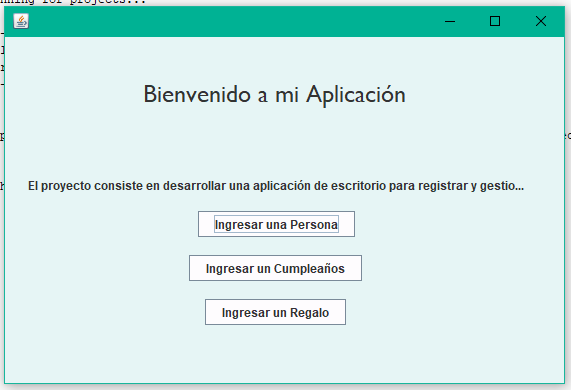 nning for projects...
Bienvenido a mi Aplicación
El proyecto consiste en desarrollar una aplicación de escritorio para registrar y gestio...
Ingresar una Persona
Ingresar un Cumpleaños
Ingresar un Regalo